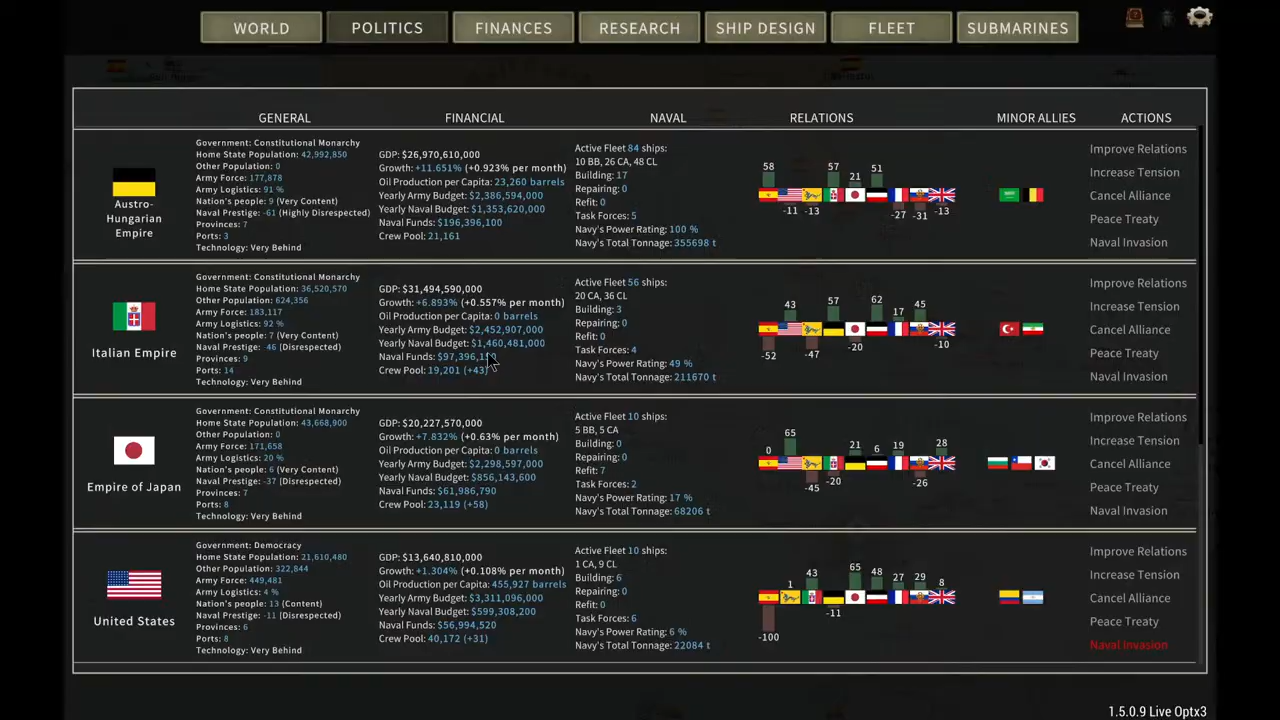 WORLD
POLITICS
FINANCES
RESEARCH
SHIP DESIGN
FLEET
SUBMARINES
GENERAL
FINANCIAL
NAVAL
RELATIONS
MINOR ALLIES
ACTIONS
Austro-
Hungarian
Empire
Government: Constitutional Monarchy
Home State Population: 42,992,850
Other Population: 0
Army Force: 177,878
Army Logistics: 91 %
Nation's people: 9 (Very Content)
Naval Prestige: -61 (Highly Disrespected)
Provinces: 7
Ports: 3
Technology: Very Behind
GDP: $26,970,610,000
Growth: +11.651% (+0.923% per month)
Oil Production per Capita: 23,260 barrels
Yearly Army Budget: $2,386,594,000
Yearly Naval Budget: $1,353,620,000
Naval Funds: $196,396,100
Crew Pool: 21,161
Active Fleet 84 ships:
10 BB, 26 CA, 48 CL
Building: 17
Repairing: 0
Refit: 0
Task Forces: 5
Navy's Power Rating: 100 %
Navy's Total Tonnage: 355698 t
58
57
21
51
-11
-13
-27
-31
-13
Improve Relations
Increase Tension
Cancel Alliance
Peace Treaty
Naval Invasion
Italian Empire
Government: Constitutional Monarchy
Home State Population: 36,520,570
Other Population: 624,356
Army Force: 183,117
Army Logistics: 92 %
Nation's people: 7 (Very Content)
Naval Prestige: -46 (Disrespect)
Provinces: 9
Ports: 14
Technology: Very Behind
GDP: $31,494,590,000
Growth: +6.893% (+0.557% per month)
Oil Production per Capita: 0 barrels
Yearly Army Budget: $2,452,907,000
Yearly Naval Budget: $1,460,481,000
Naval Funds:
Crew Pool: 19,201 (+43)
Active Fleet 56 ships:
20 CA, 36 CL
Building: 3
Repairing: 0
Refit: 0
Task Forces: 4
Navy's Power Rating: 49 %
Navy's Total Tonnage: 211670 t
43
57
62
17
45
-52
-47
-20
-10
Improve Relations
Increase Tension
Cancel Alliance
Peace Treaty
Naval Invasion
Empire of Japan
Government: Constitutional Monarchy
Home State Population: 43,668,900
Other Population: 0
Army Force: 171,658
Army Logistics: 20 %
Nation's people: 6 (Very Content)
Naval Prestige: -37 (Disrespect)
Provinces: 7
Ports: 8
Technology: Very Behind
GDP: $20,227,570,000
Growth: +7.832% (+0.63% per month)
Oil Production per Capita: 0 barrels
Yearly Army Budget: $2,298,597,000
Yearly Naval Budget: $856,143,600
Naval Funds: $61,986,790
Crew Pool: 23,119 (+58)
Active Fleet 10 ships:
5 BB, 5 CA
Building: 0
Repairing: 0
Refit: 7
Task Forces: 2
Navy's Power Rating: 17 %
Navy's Total Tonnage: 68206 t
0
65
21
6
19
28
-45
-20
-26
Improve Relations
Increase Tension
Cancel Alliance
Peace Treaty
Naval Invasion
United States
Government: Democracy
Home State Population: 21,610,480
Other Population: 322,844
Army Force: 449,481
Army Logistics: 4 %
Nation's people: 13 (Content)
Naval Prestige: -11 (Disrespect)
Provinces: 6
Ports: 8
Technology: Very Behind
GDP: $13,640,810,000
Growth: +1.304% (+0.108% per month)
Oil Production per Capita: 455,927 barrels
Yearly Army Budget: $3,311,096,000
Yearly Naval Budget: $599,308,200
Naval Funds: $56,994,520
Crew Pool: 40,172 (+31)
Active Fleet 10 ships:
1 CA, 9 CL
Building: 6
Repairing: 0
Refit: 0
Task Forces: 6
Navy's Power Rating: 6 %
Navy's Total Tonnage: 22084 t
1
43
65
48
27
29
8
-100
-11
Improve Relations
Increase Tension
Cancel Alliance
Peace Treaty
Naval Invasion
1.5.0.9 Live Optx3